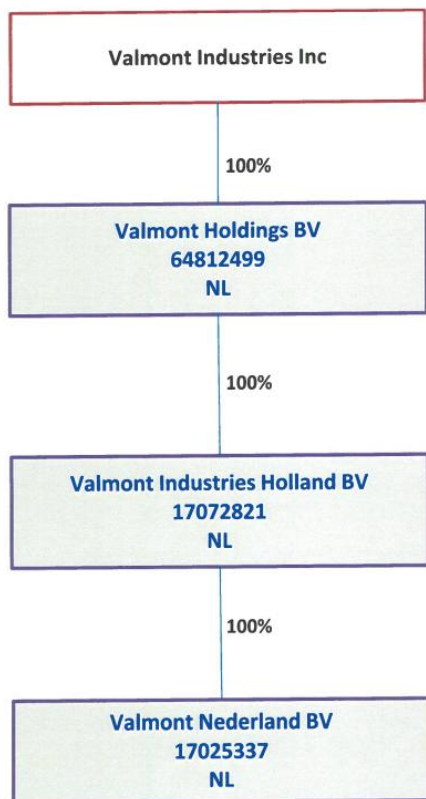 Valmont Industries Inc
100%
Valmont Holdings BV
64812499
NL
100%
Valmont Industries Holland BV
17072821
NL
100%
Valmont Nederland BV
17025337
NL